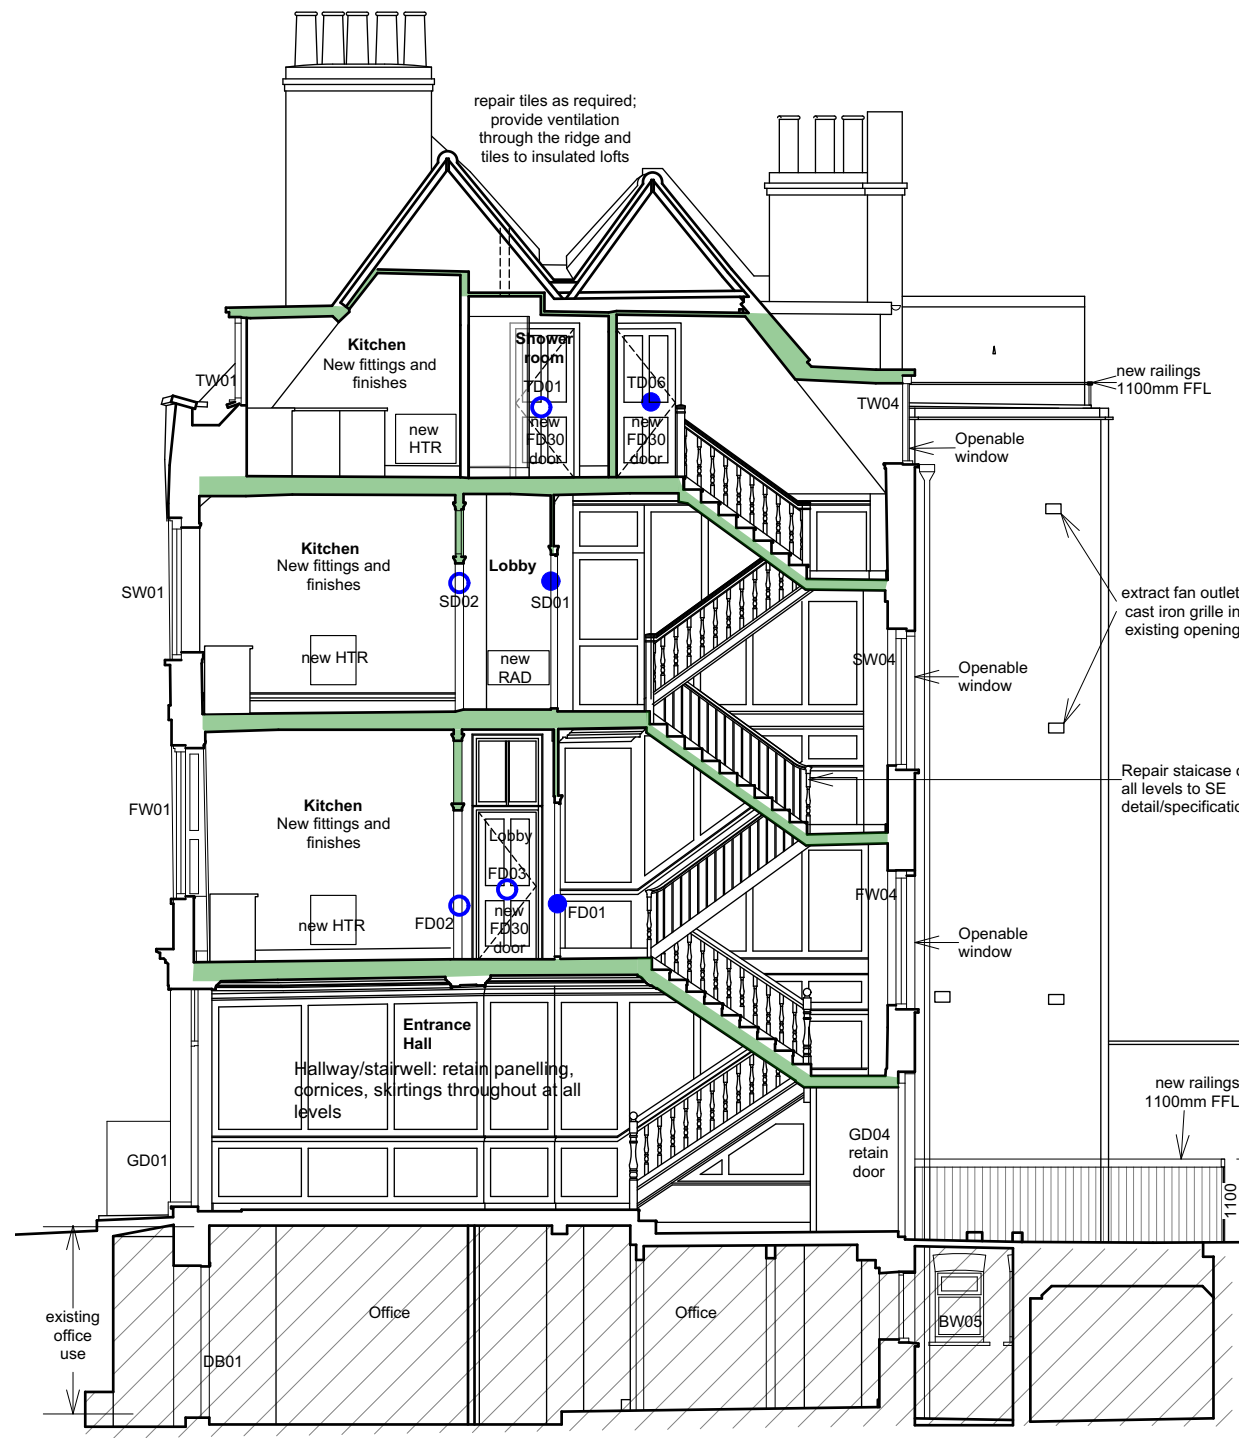 repair tiles as required;
provide ventilation
through the ridge and
tiles to insulated lofts
Kitchen
New fittings and
finishes
new
HTR
Shower
room
TD01
new
FD30
door
TD06
new
FD30
door
TW01
TW04
new railings
1100mm FFL
Openable
window
Kitchen
New fittings and
finishes
Lobby
SD02
SD01
SW01
new HTR
new
RAD
SW04
Openable
window
extract fan outlet
cast iron grille in
existing opening
Kitchen
New fittings and
finishes
FW01
new HTR
Lobby
FD03
new
FD30
door
FD02
FD01
FW04
Openable
window
Repair staicase
all levels to SE
detail/specificatio
Entrance
Hall
Hallway/stairwell: retain panelling,
cornices, skirtings throughout at all
levels
GD01
GD04
retain
door
new railings
1100mm FFL
1100
existing
office
use
Office
Office
DB01
BW05